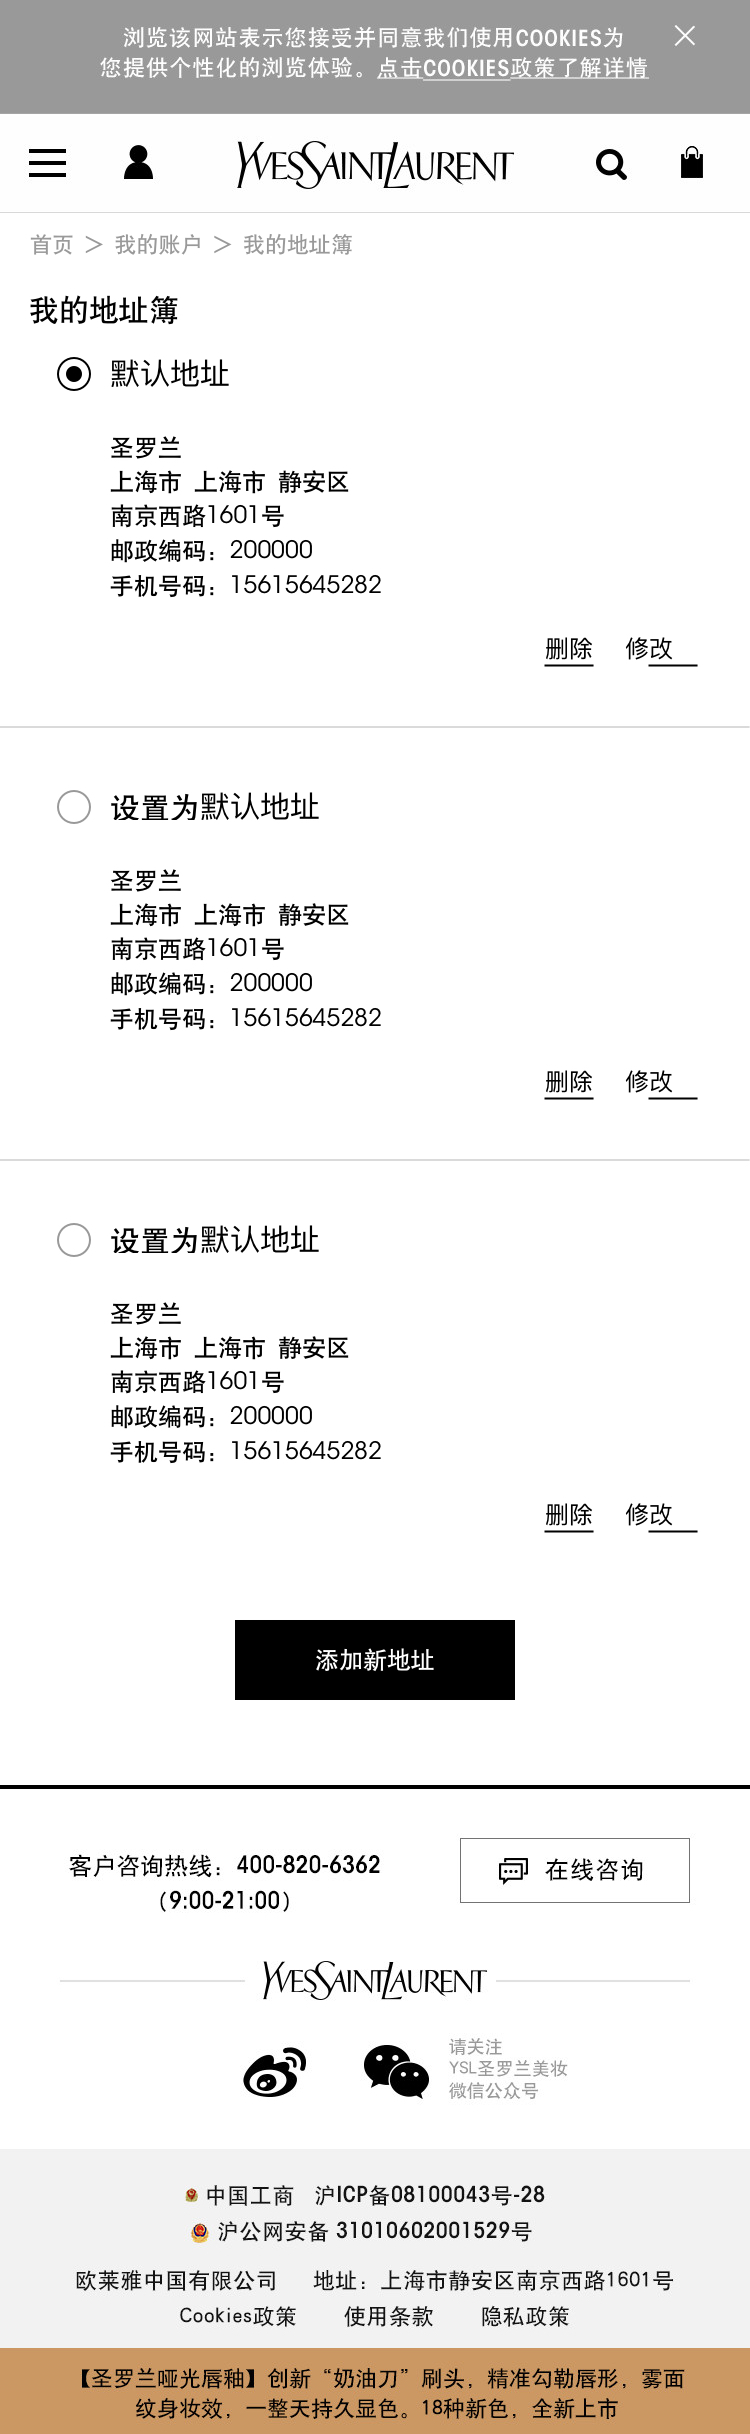 浏览该网站表示您接受并同意我们使用COOKIES为
您提供个性化的浏览体验。点击COOKIES政策了解详情
YVESSAINTLAURENT
首页 > 我的账户 > 我的地址簿
我的地址簿
默认地址
圣罗兰
上海市 上海市 静安区
南京西路1601号
邮政编码：200000
手机号码：15615645282
删除 修改
设置为默认地址
圣罗兰
上海市 上海市 静安区
南京西路1601号
邮政编码：200000
手机号码：15615645282
删除 修改
设置为默认地址
圣罗兰
上海市 上海市 静安区
南京西路1601号
邮政编码：200000
手机号码：15615645282
删除 修改
添加新地址
客户咨询热线：400-820-6362
（9:00-21:00）
在线咨询
YVESSAINTLAURENT
请关注
YSL圣罗兰美妆
微信公众号
中国工商 沪ICP备08100043号-28
沪公网安备 31010602001529号
欧莱雅中国有限公司 地址：上海市静安区南京西路1601号
Cookies政策 使用条款 隐私政策
【圣罗兰哑光唇釉】创新“奶油刀”刷头，精准勾勒唇形，雾面
纹身妆效，一整天持久显色。18种新色，全新上市